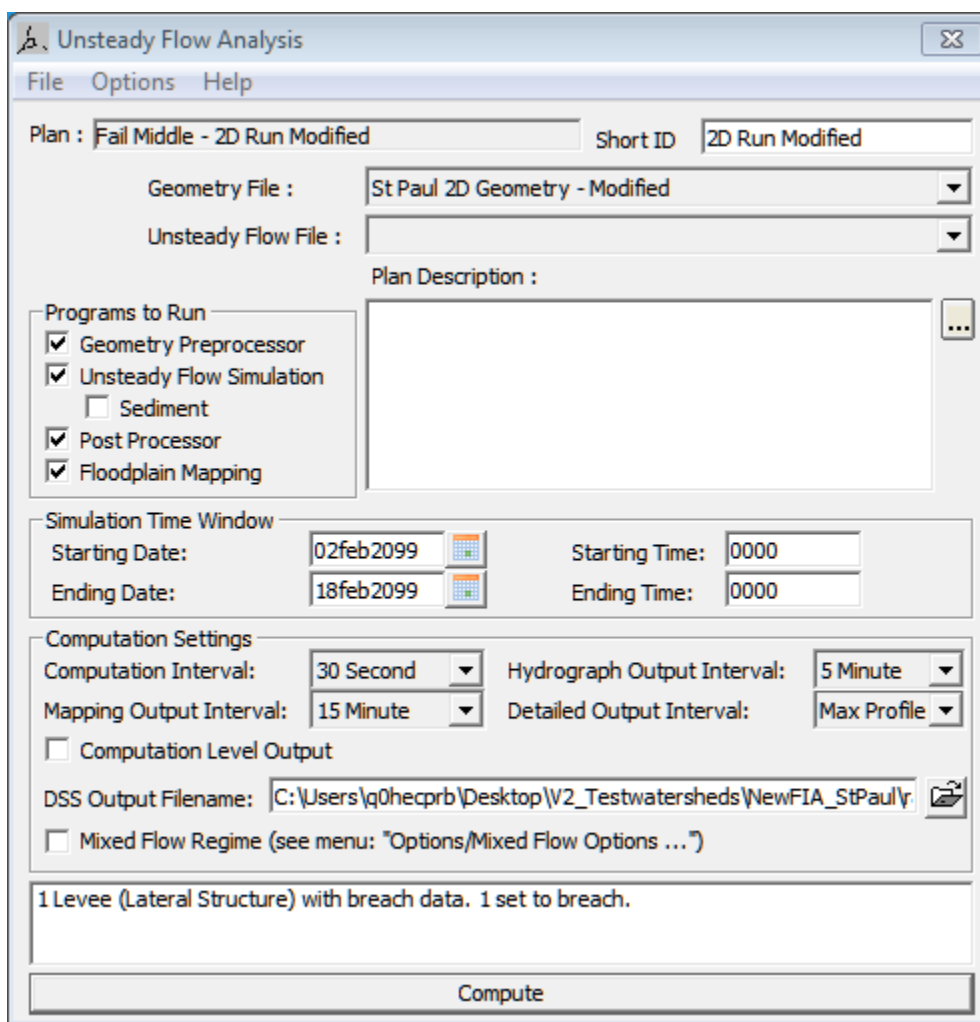 Unsteady Flow Analysis
File Options Help
Plan : Fail Middle - 2D Run Modified Short ID 2D Run Modified
Geometry File : St Paul 2D Geometry - Modified
Unsteady Flow File :
Plan Description :
Programs to Run
Geometry Preprocessor
Unsteady Flow Simulation
Sediment
Post Processor
Floodplain Mapping
...
Simulation Time Window
Starting Date: 02feb2099 Starting Time: 0000
Ending Date: 18feb2099 Ending Time: 0000
Computation Settings
Computation Interval: 30 Second Hydrograph Output Interval: 5 Minute
Mapping Output Interval: 15 Minute Detailed Output Interval: Max Profile
Computation Level Output
DSS Output Filename: C:\Users\q0hecprb\Desktop\V2_Testwatersheds\NewFIA_StPaul\r
Mixed Flow Regime (see menu: "Options/Mixed Flow Options ...")
1 Levee (Lateral Structure) with breach data. 1 set to breach.
Compute